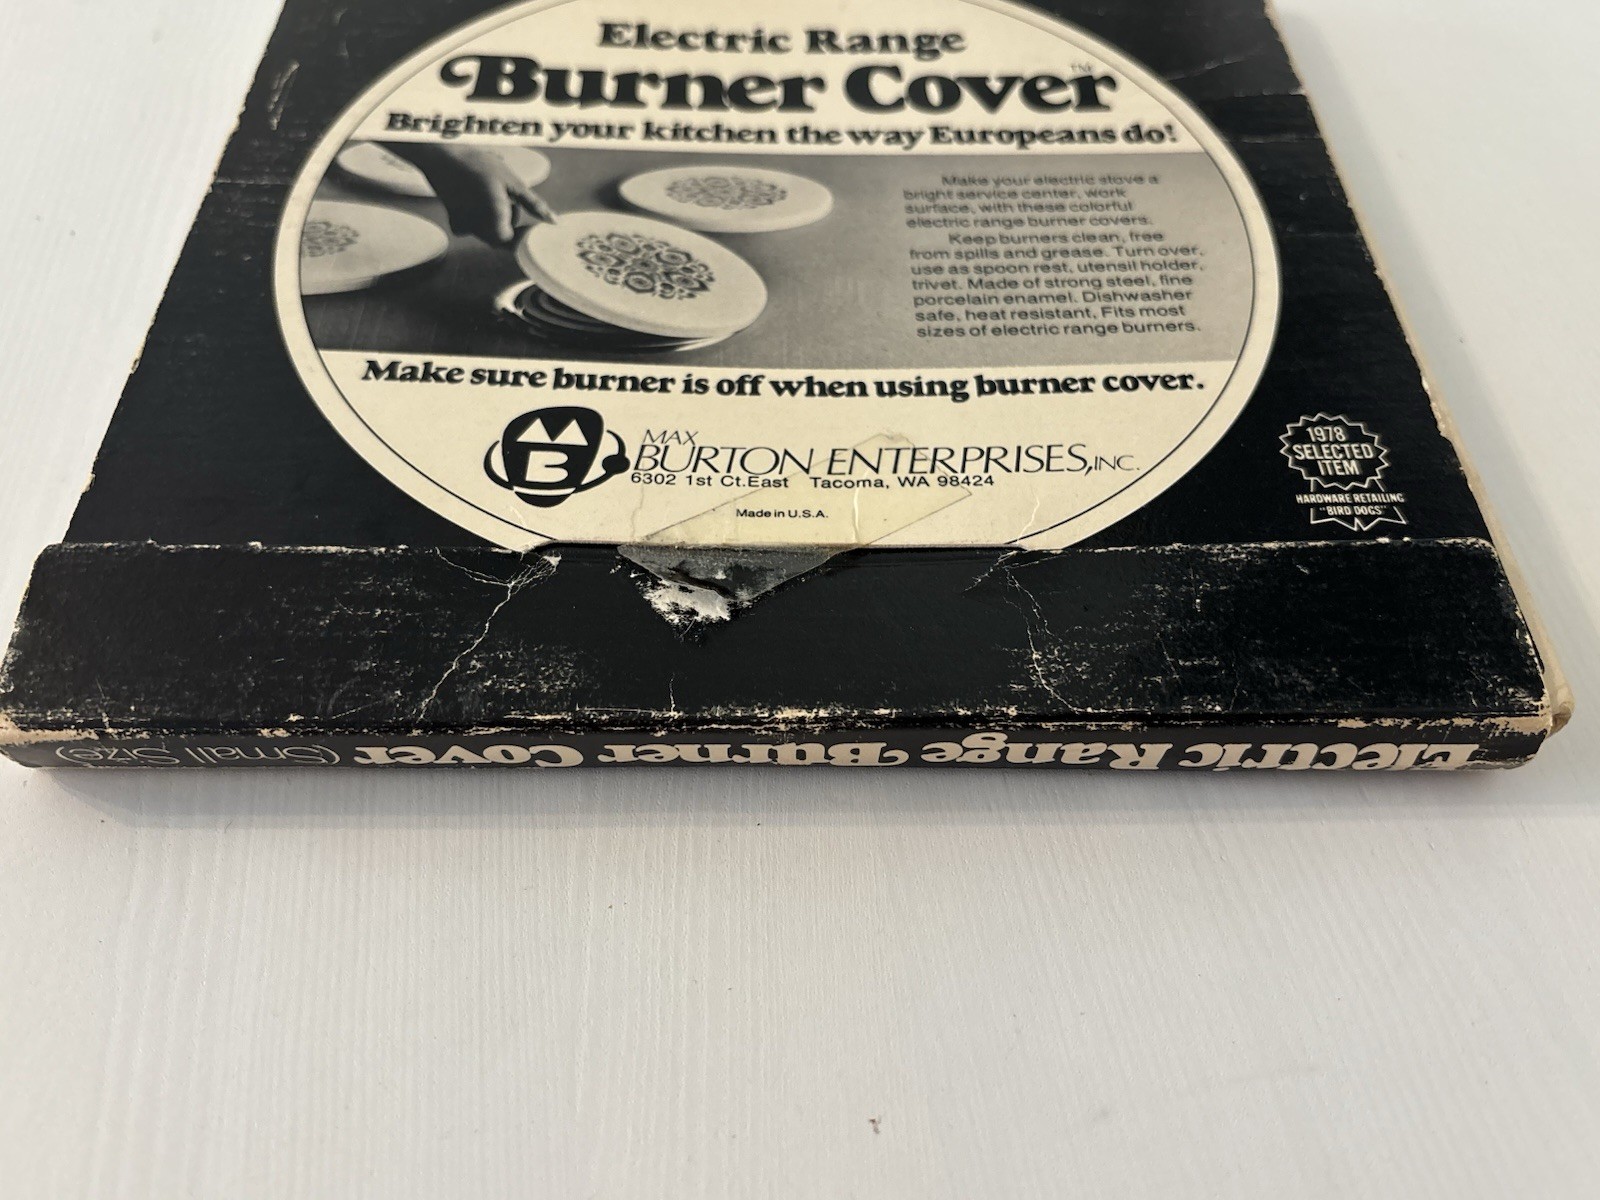 Electric Range
Burner Cover™
Brighten your kitchen the way Europeans do!
Make your electric stove a
bright service center, work
surface, with these colorful
electric range burner covers.
Keep burners clean, free
from spills and grease. Turn over,
use as spoon rest, utensil holder,
trivet. Made of strong steel, fine
porcelain enamel. Dishwasher
safe, heat resistant. Fits most
sizes of electric range burners.
Make sure burner is off when using burner cover.
MB
MAX
BURTON ENTERPRISES, INC.
6302 1st Ct. East Tacoma, WA 98424
Made in U.S.A.
1978
SELECTED
ITEM
HARDWARE RETAILING
"BIRD DOGS"
Electric Range Burner Cover (Small Size)